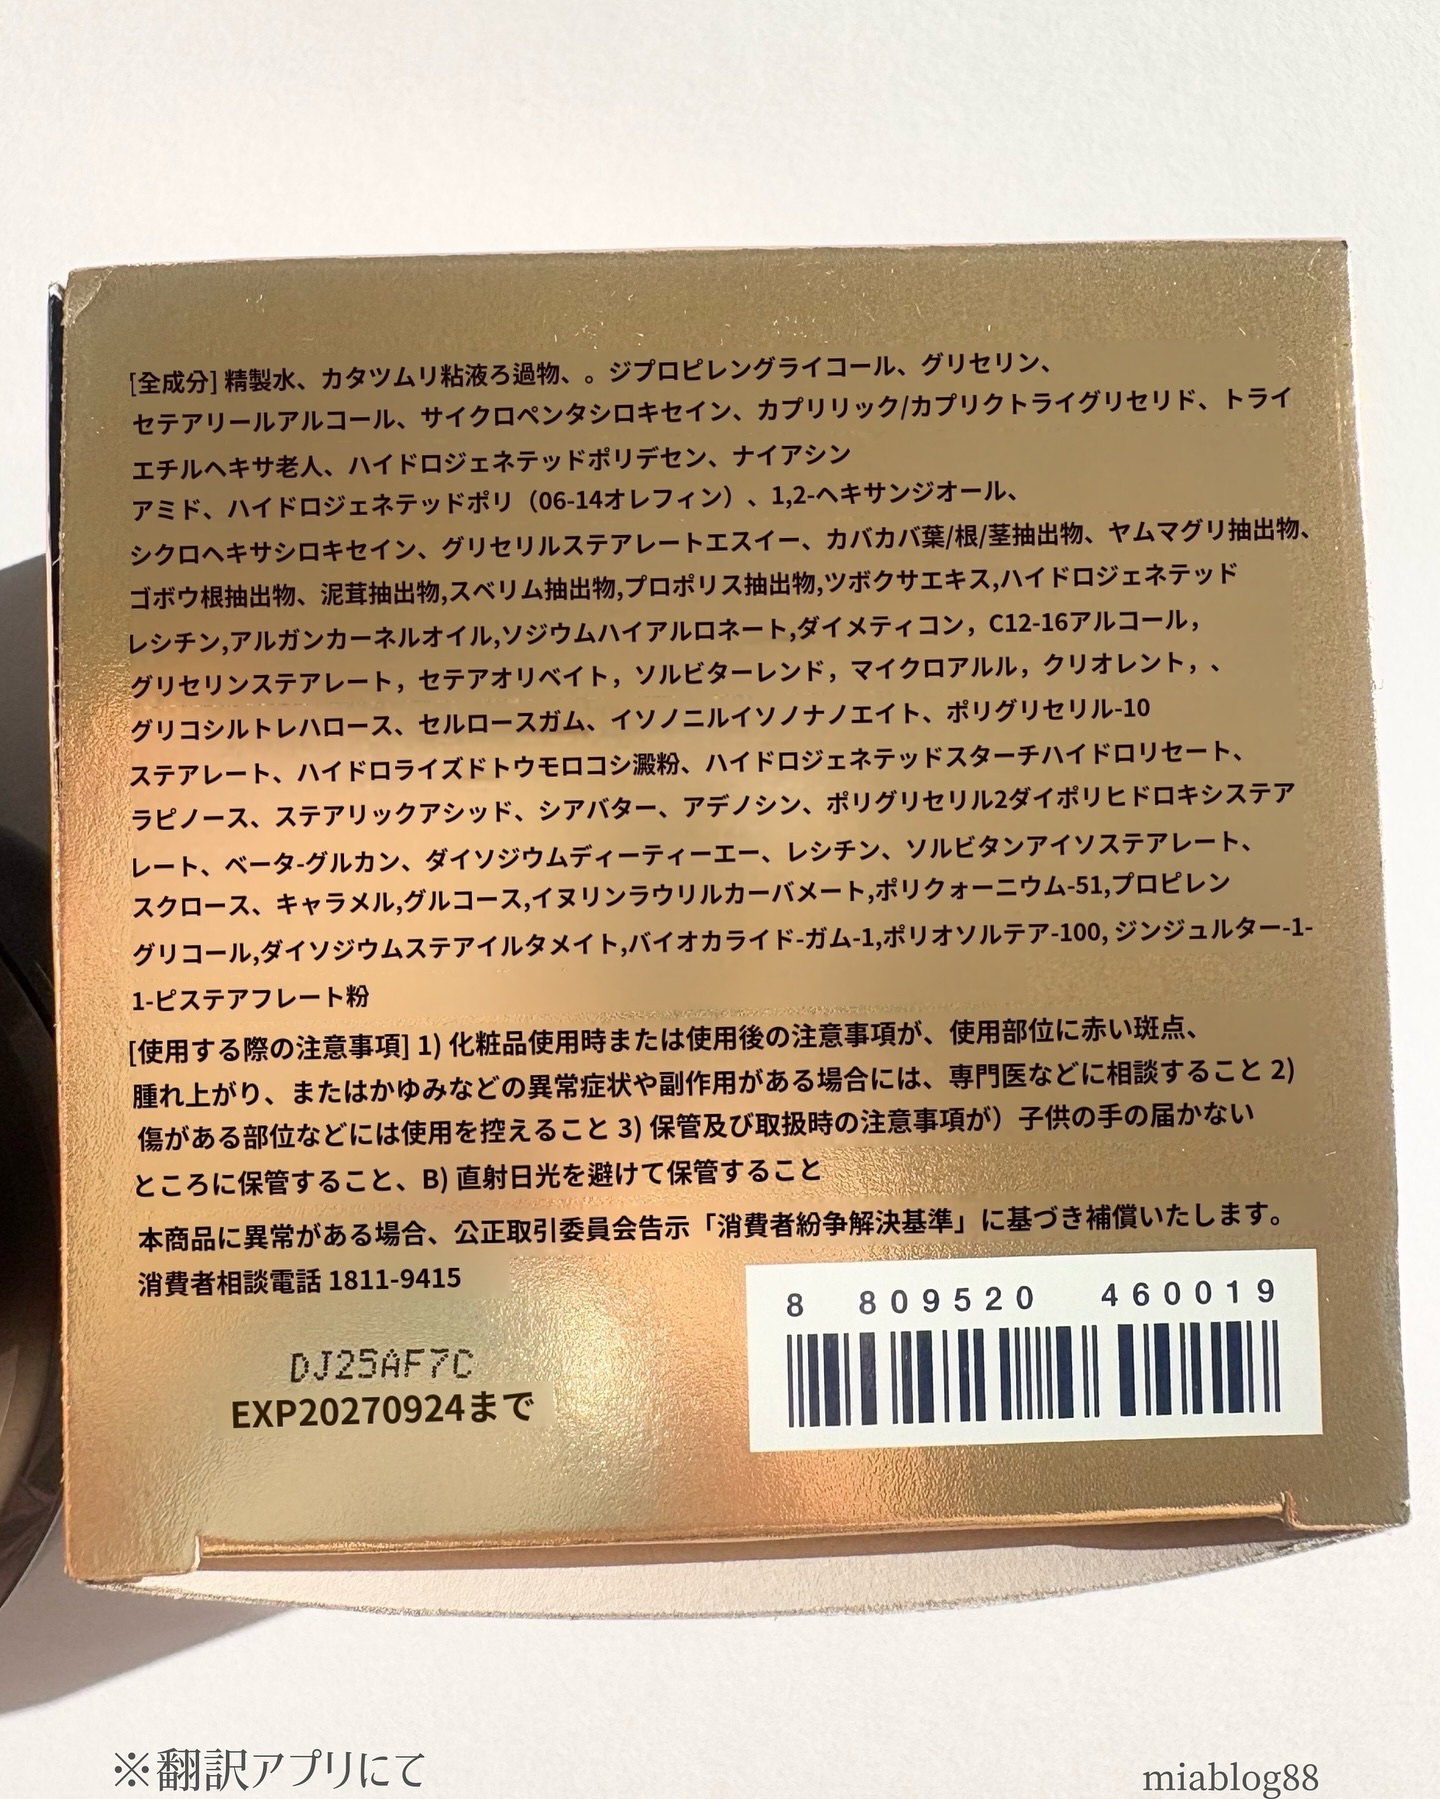 [全成分] 精製水、カタツムリ粘液ろ過物、。ジプロピレングライコール、グリセリン、
セテアリールアルコール、サイクロペンタシロキセイン、カプリリック/カプリクトライグリセリド、トライ
エチルヘキサ老人、ハイドロジェネテッドポリデセン、ナイアシン
アミド、ハイドロジェネテッドポリ（06-14オレフィン）、1,2-ヘキサンジオール、
シクロヘキサシロキセイン、グリセリルステアレートエスイー、カバカバ葉/根/茎抽出物、ヤムマグリ抽出物、
ゴボウ根抽出物、泥茸抽出物,スベリム抽出物,プロポリス抽出物,ツボクサエキス,ハイドロジェネテッド
レシチン,アルガンカーネルオイル,ソジウムハイアルロネート,ダイメティコン，C12-16アルコール，
グリセリンステアレート，セテアオリベイト，ソルビターレンド，マイクロアルル，クリオレント，、
グリコシルトレハロース、セルロースガム、イソノニルイソノナノエイト、ポリグリセリル-10
ステアレート、ハイドロライズドトウモロコシ澱粉、ハイドロジェネテッドスターチハイドロリセート、
ラピノース、ステアリックアシッド、シアバター、アデノシン、ポリグリセリル2ダイポリヒドロキシステア
レート、ベータ-グルカン、ダイソジウムディーティーエー、レシチン、ソルビタンアイソステアレート、
スクロース、キャラメル,グルコース,イヌリンラウリルカーバメート,ポリクォーニウム-51,プロピレン
グリコール,ダイソジウムステアイルタメイト,バイオカライド-ガム-1,ポリオソルテア-100, ジンジュルター-1-
1-ピステアフレート粉
[使用する際の注意事項] 1) 化粧品使用時または使用後の注意事項が、使用部位に赤い斑点、
腫れ上がり、またはかゆみなどの異常症状や副作用がある場合には、専門医などに相談すること 2)
傷がある部位などには使用を控えること 3) 保管及び取扱時の注意事項が）子供の手の届かない
ところに保管すること、B) 直射日光を避けて保管すること
本商品に異常がある場合、公正取引委員会告示「消費者紛争解決基準」に基づき補償いたします。
消費者相談電話 1811-9415
8 809520 460019
DJ25AF7C
EXP20270924まで
※翻訳アプリにて
miablog88